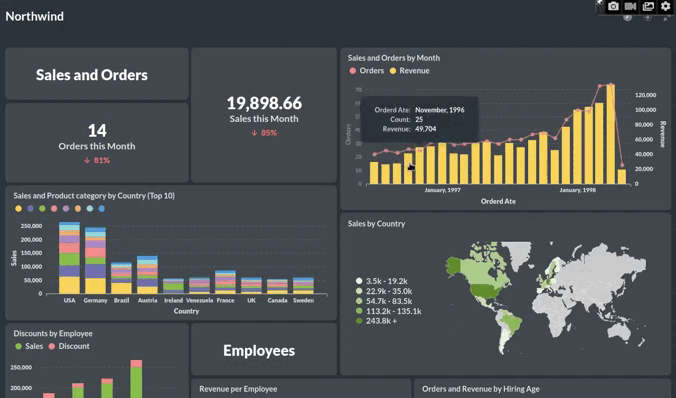 Northwind
Sales and Orders
19,898.66
Sales this Month
↓ 85%
14
Orders this Month
↓ 81%
Sales and Orders by Month
Orders Revenue
Orderd Ate: November, 1996
Count: 25
Revenue: 49,704
Orders
70
60
50
40
30
20
10
0
120,000
100,000
80,000
60,000
40,000
20,000
0
Revenue
January, 1997 January, 1998
Orderd Ate
Sales and Product category by Country (Top 10)
Sales
250,000
200,000
150,000
100,000
50,000
0
USA Germany Brazil Austria Ireland Venezuela France UK Canada Sweden
Country
Sales by Country
3.5k - 19.2k
22.9k - 35.0k
54.7k - 83.5k
113.2k - 135.1k
243.8k +
Discounts by Employee
Sales Discount
250,000
200,000
Employees
Revenue per Employee
Orders and Revenue by Hiring Age